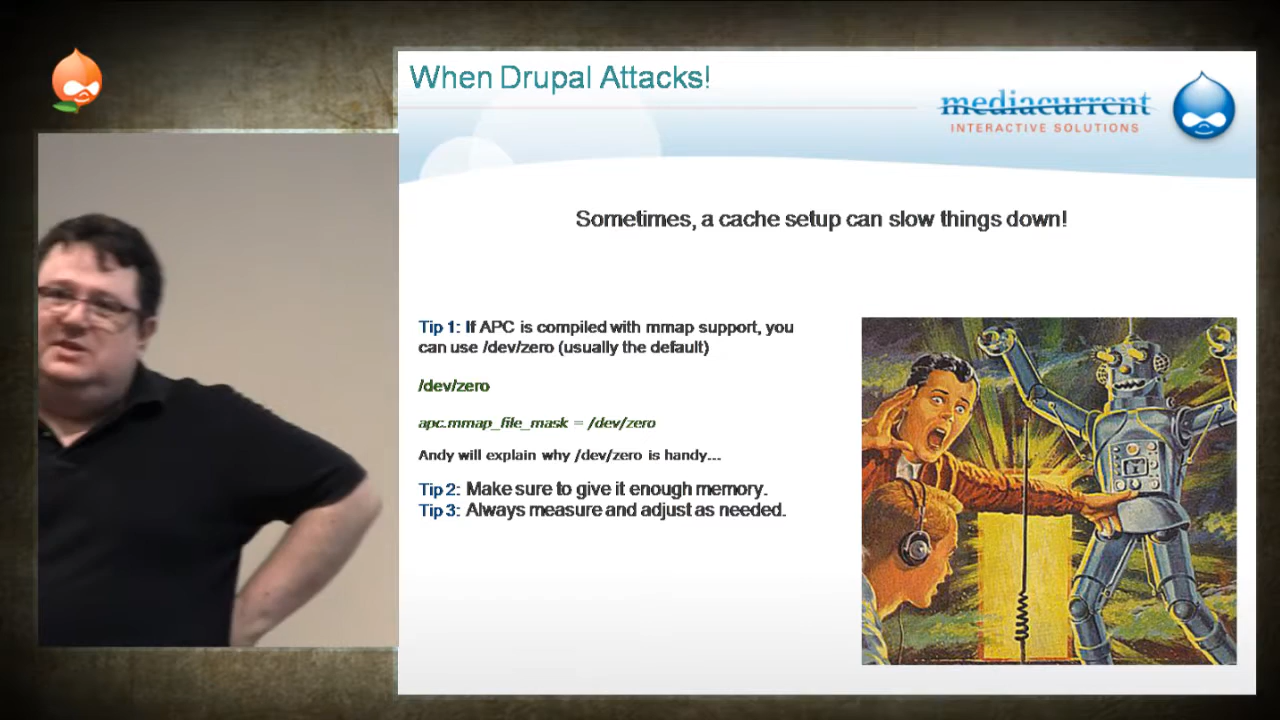 When Drupal Attacks!
mediacurrent
INTERACTIVE SOLUTIONS
Sometimes, a cache setup can slow things down!
Tip 1: If APC is compiled with mmap support, you
can use /dev/zero (usually the default)
/dev/zero
apc.mmap_file_mask = /dev/zero
Andy will explain why /dev/zero is handy...
Tip 2: Make sure to give it enough memory.
Tip 3: Always measure and adjust as needed.